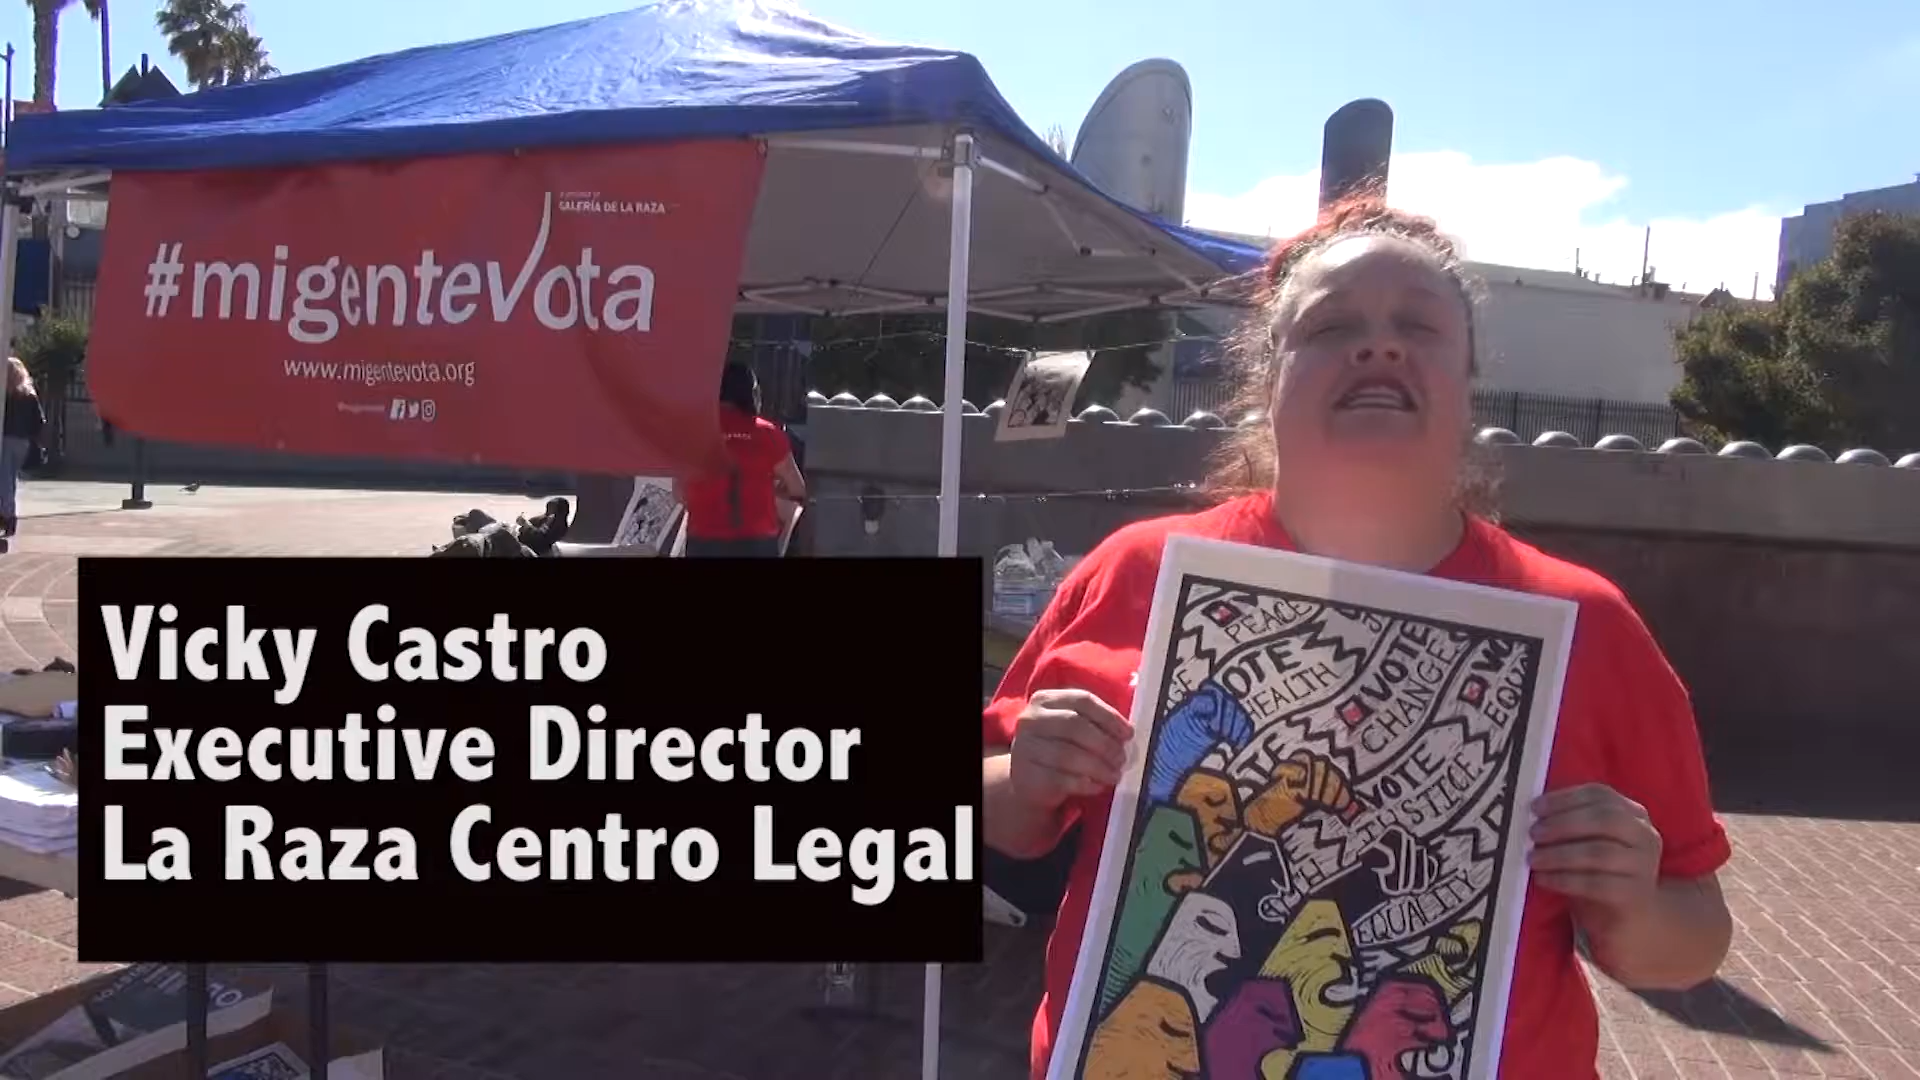 GALERÍA DE LA RAZA
#migentevota
www.migentevota.org
Vicky Castro
Executive Director
La Raza Centro Legal
PEACE
VOTE
HEALTH
VOTE
CHANGE
VOTE
JUSTICE
EQUALITY